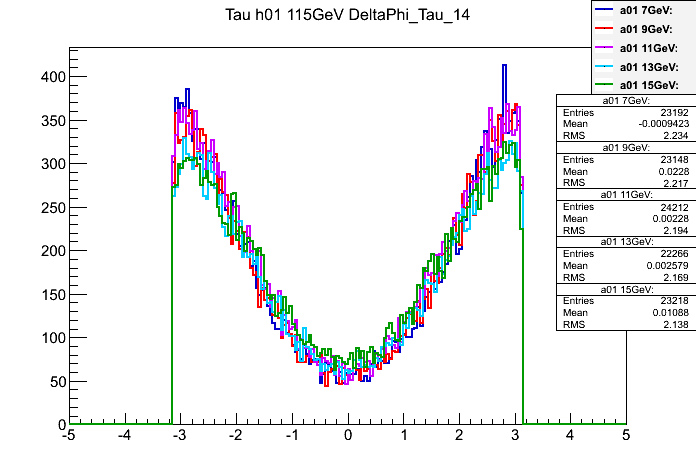 Tau h01 115GeV DeltaPhi_Tau_14
a01 7GeV:
a01 9GeV:
a01 11GeV:
a01 13GeV:
a01 15GeV:
a01 7GeV:
Entries 23192
Mean -0.0009423
RMS 2.234
a01 9GeV:
Entries 23148
Mean 0.0228
RMS 2.217
a01 11GeV:
Entries 24212
Mean 0.00228
RMS 2.194
a01 13GeV:
Entries 22266
Mean 0.002579
RMS 2.169
a01 15GeV:
Entries 23218
Mean 0.01088
RMS 2.138
400
350
300
250
200
150
100
50
0
-5 -4 -3 -2 -1 0 1 2 3 4 5